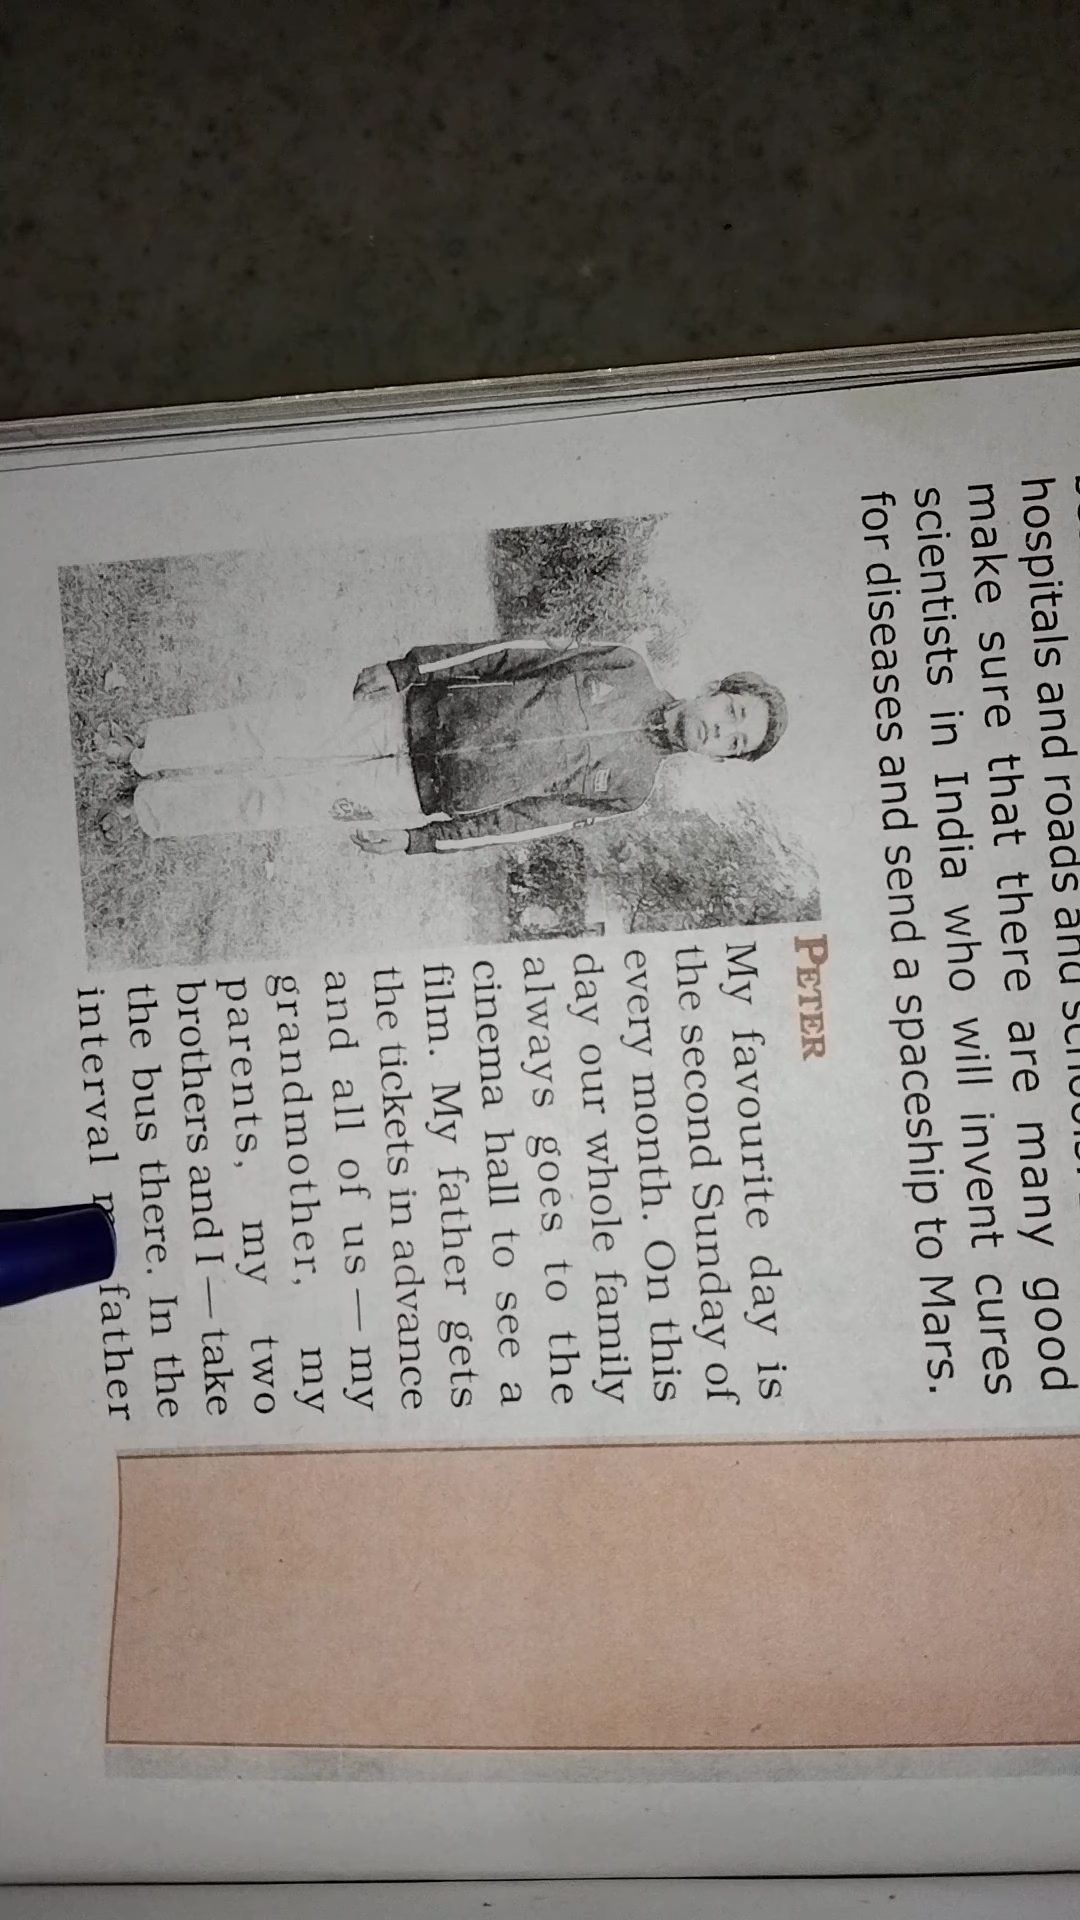 hospitals and roads and
make sure that there are many good
scientists in India who will invent cures
for diseases and send a spaceship to Mars.
PETER
My favourite day is
the second Sunday of
every month. On this
day our whole family
always goes to the
cinema hall to see a
film. My father gets
the tickets in advance
and all of us — my
grandmother, my
parents, my two
brothers and I — take
the bus there. In the
interval father